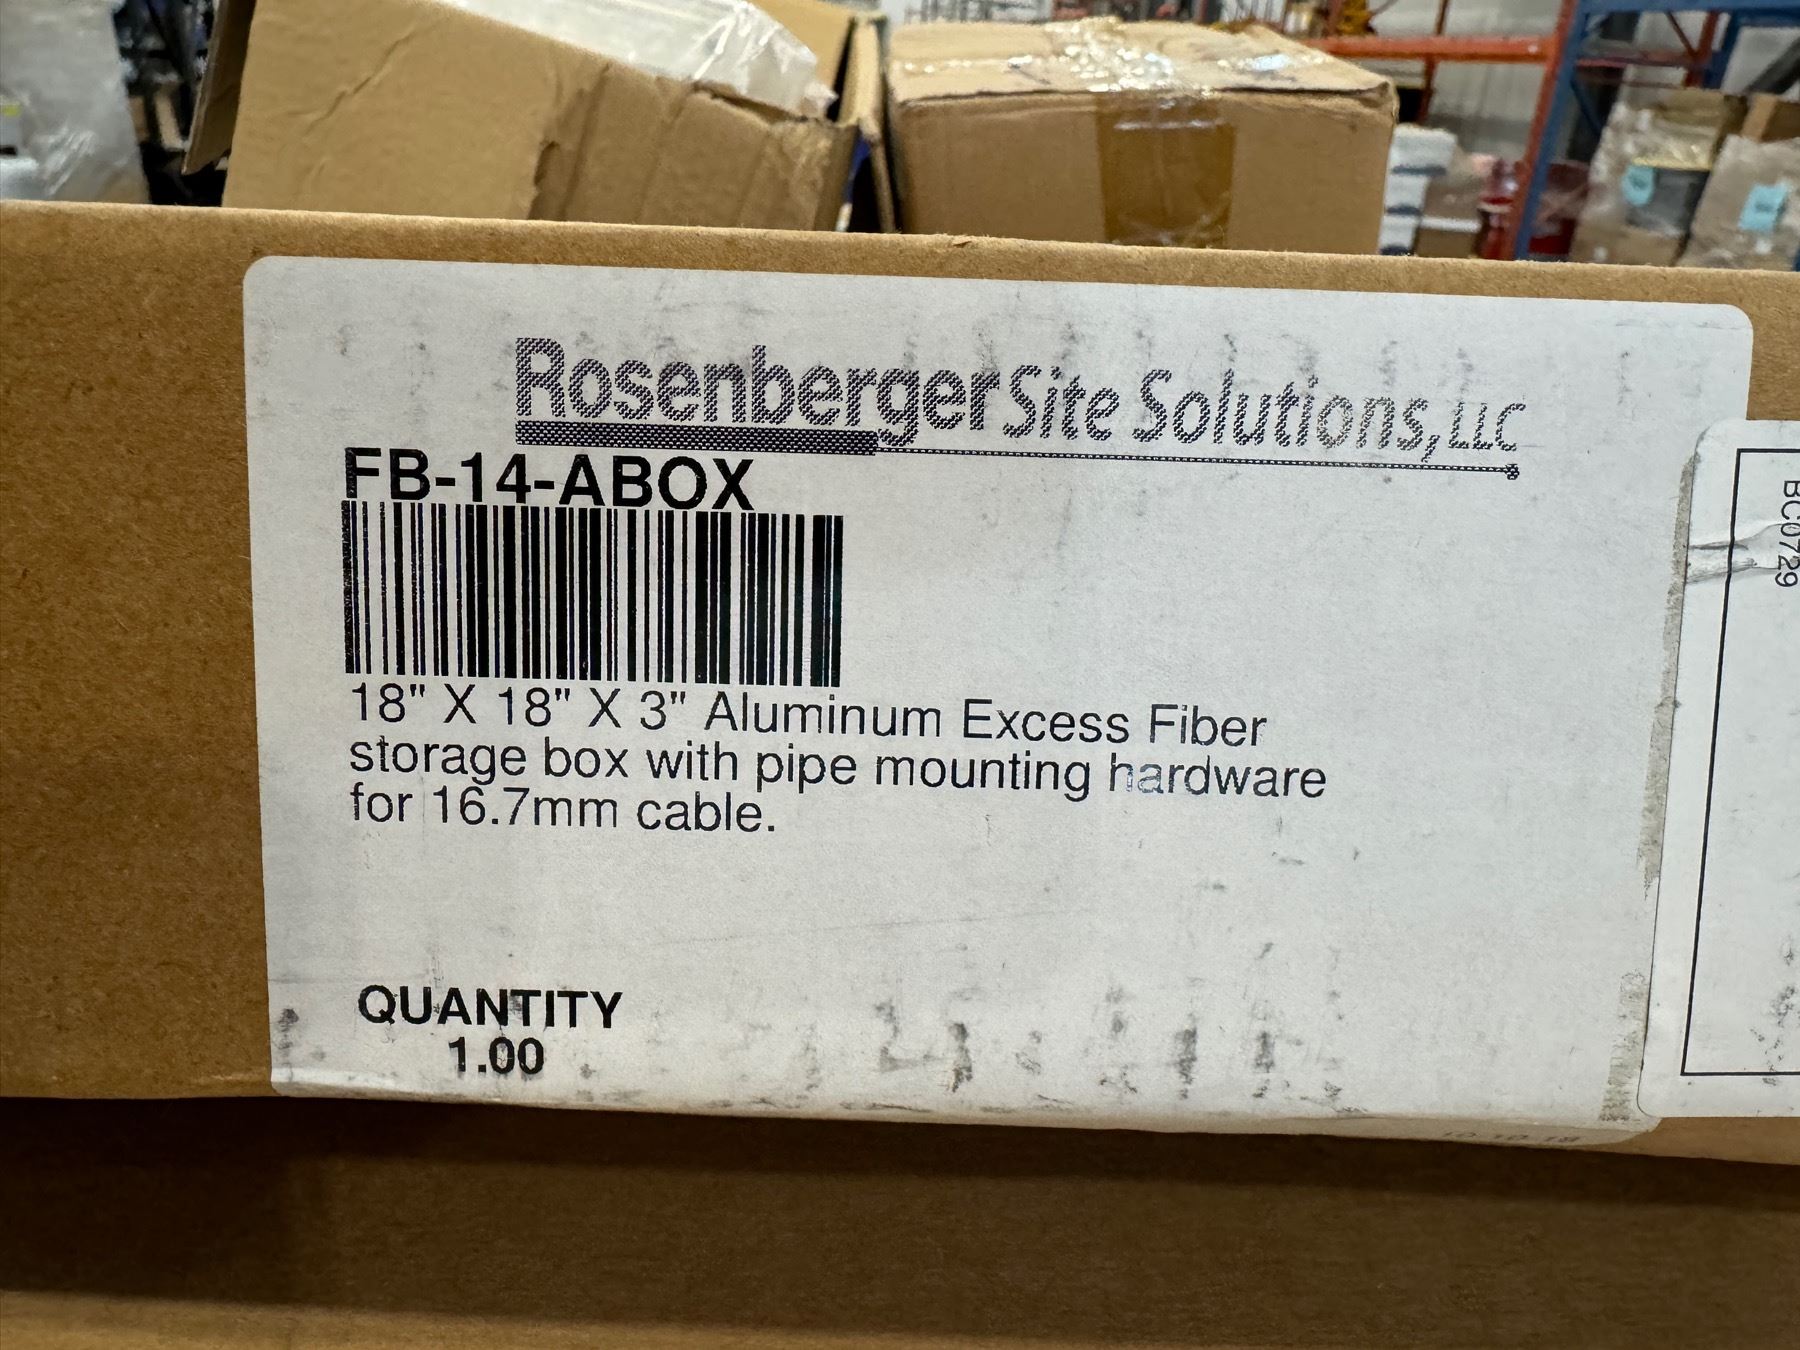 Rosenberger Site Solutions, LLC
FB-14-ABOX
18" X 18" X 3" Aluminum Excess Fiber
storage box with pipe mounting hardware
for 16.7mm cable.
QUANTITY
1.00
BC0729